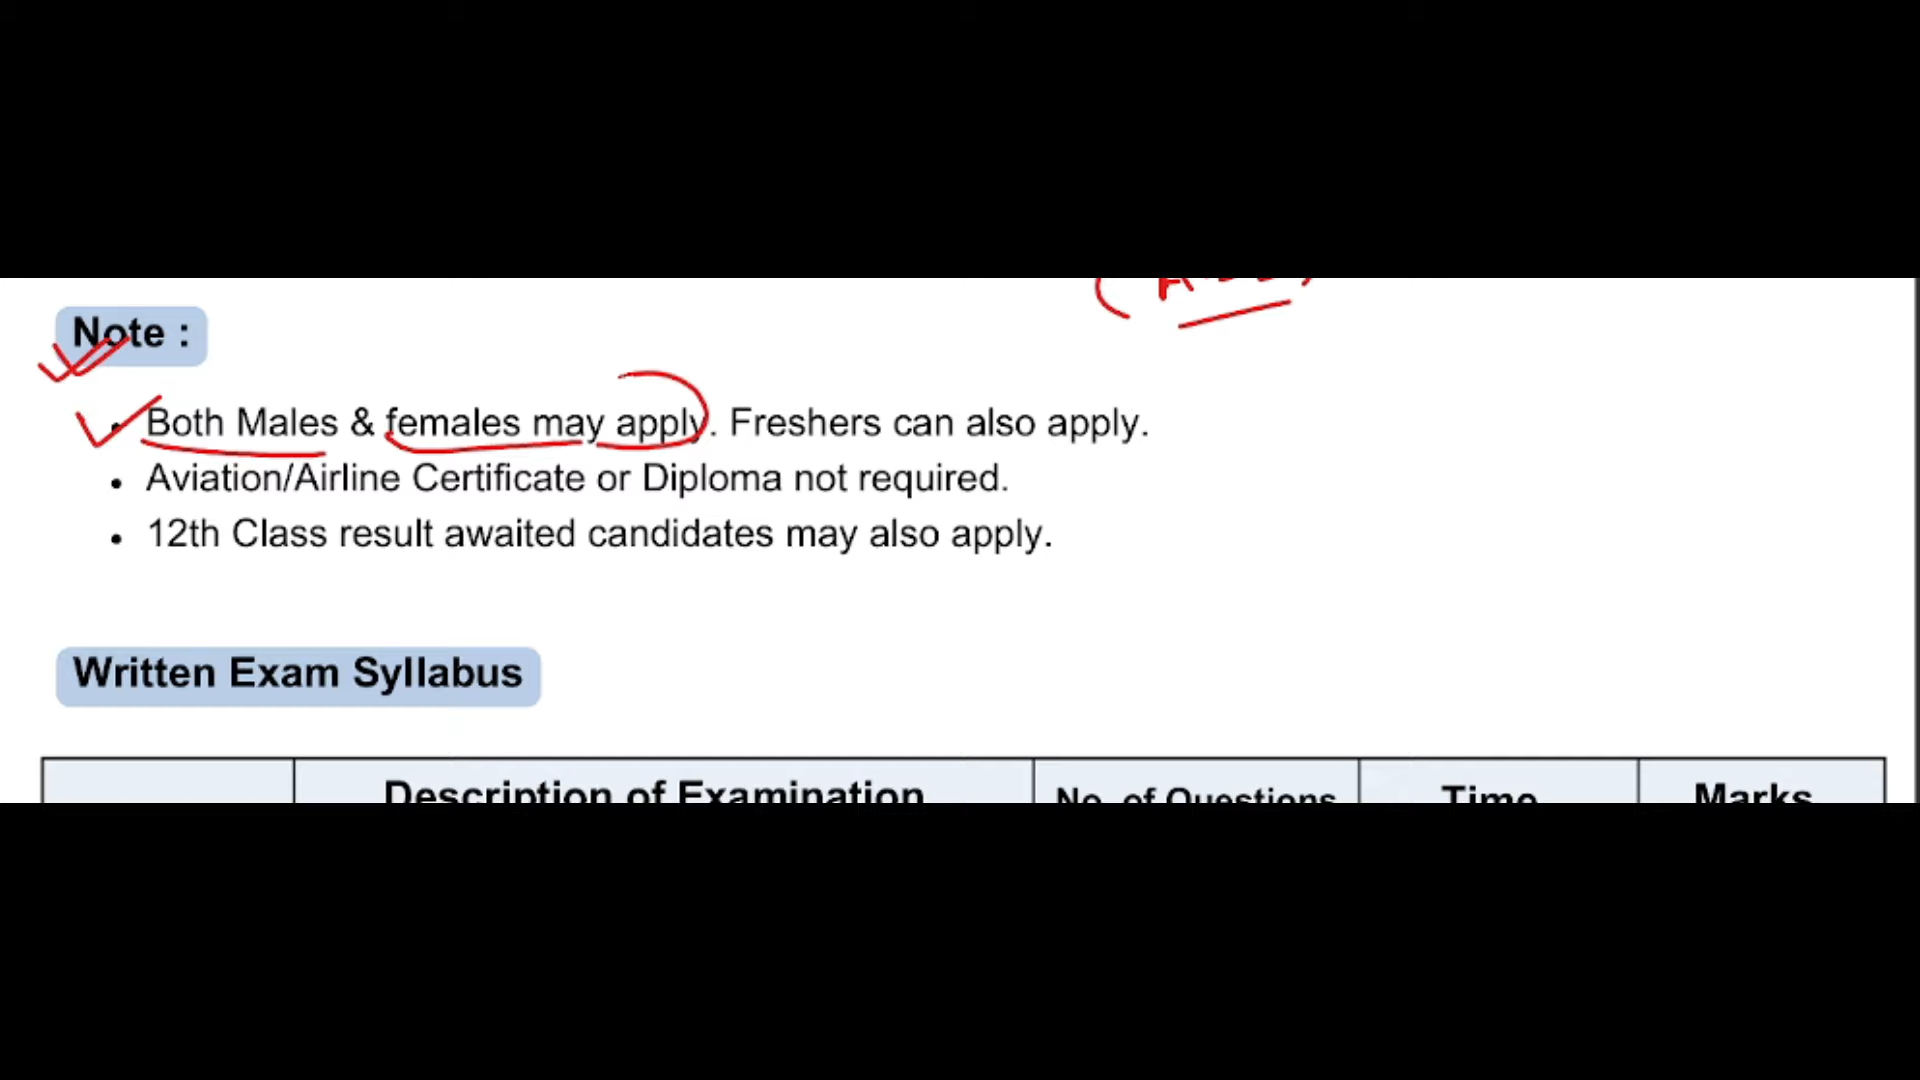 Note :
Both Males & females may apply. Freshers can also apply.
Aviation/Airline Certificate or Diploma not required.
12th Class result awaited candidates may also apply.
Written Exam Syllabus
Description of Examination No. of Questions Time Marks